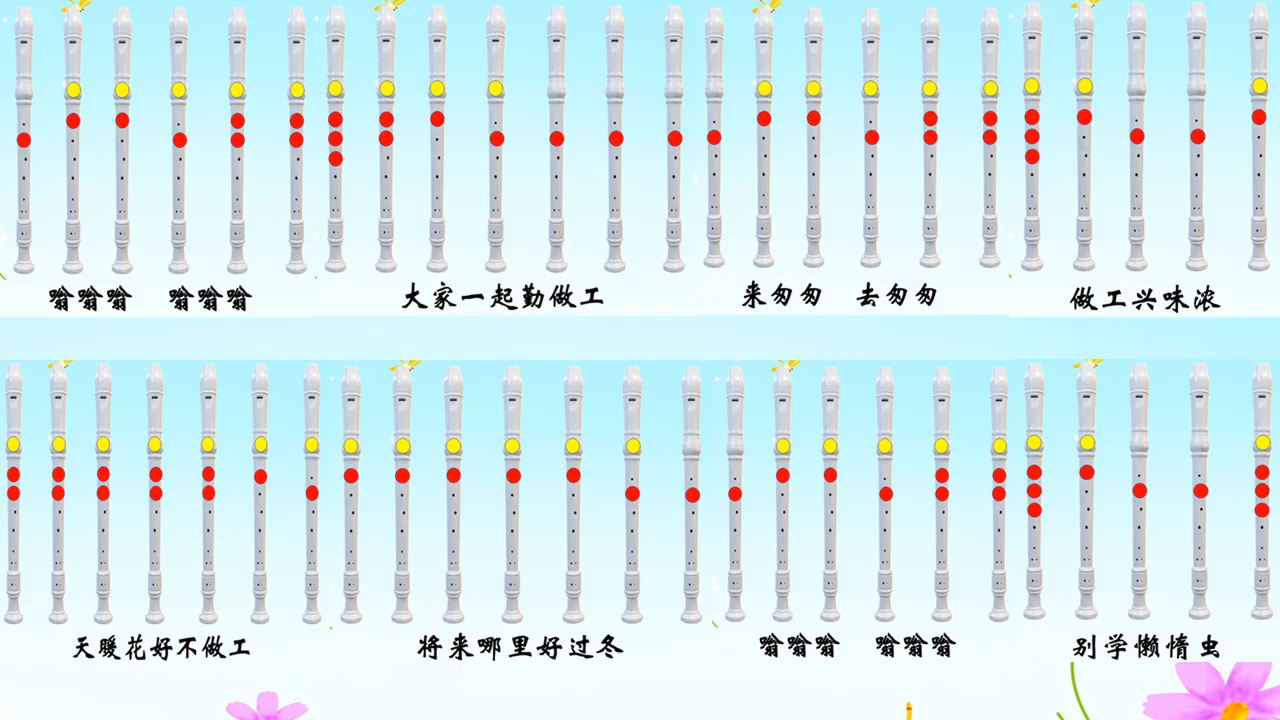 嗡嗡嗡 嗡嗡嗡 大家一起勤做工 来匆匆 去匆匆 做工兴味浓
天暖花好不做工 将来哪里好过冬 嗡嗡嗡 嗡嗡嗡 别学懒惰虫